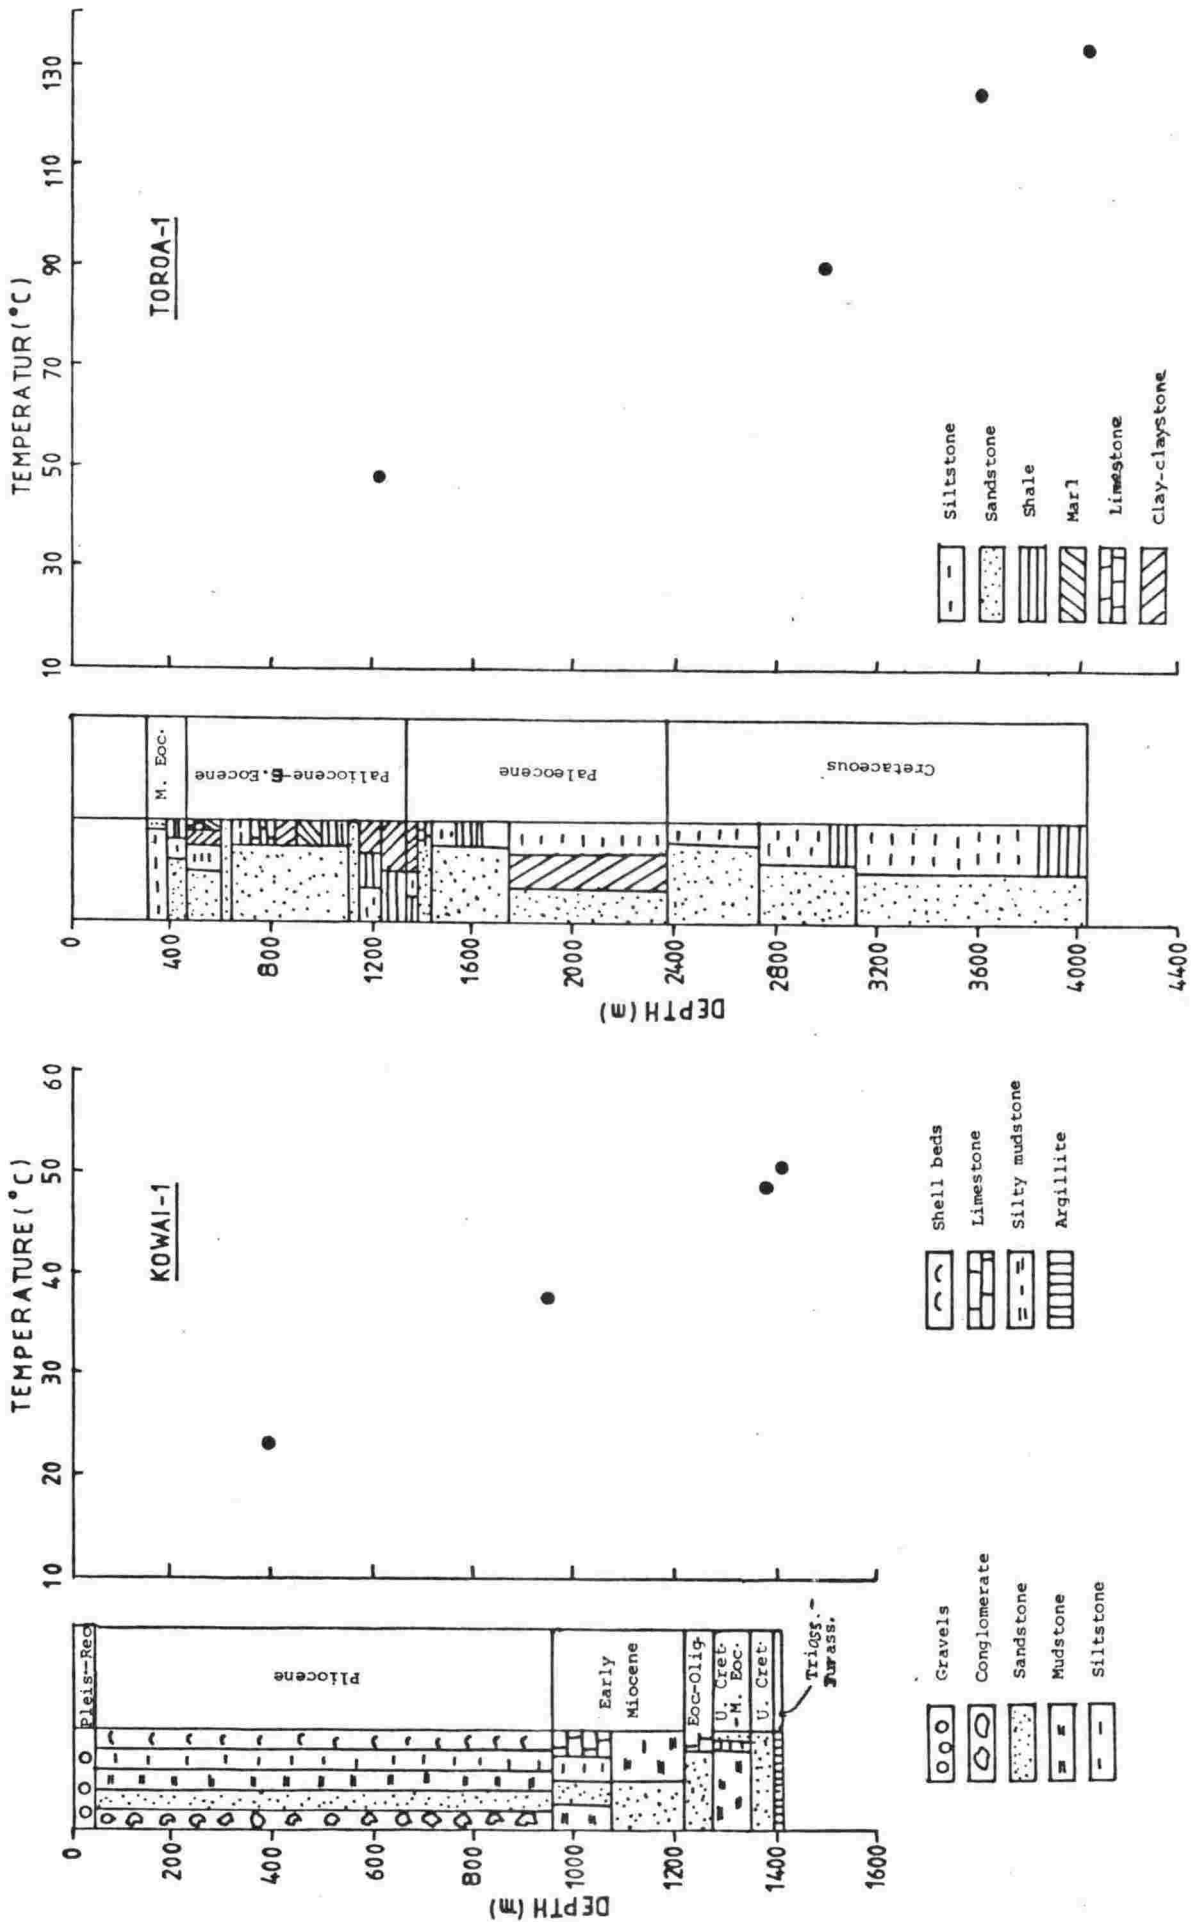 TEMPERATURE (°C)
10
20
30
40
50
60
KOWAI-1
DEPTH (m)
0
200
400
600
800
1000
1200
1400
1600
Pleis--Rec
Pliocene
Early
Miocene
Eoc-Olig
U. Cret-
-M. Eoc.
U. Cret.
Triass.-
Jurass.
Gravels
Conglomerate
Sandstone
Mudstone
Siltstone
Shell beds
Limestone
Silty mudstone
Argillite
TEMPERATUR (°C)
10
30
50
70
90
110
130
TOROA-1
DEPTH (m)
0
400
800
1200
1600
2000
2400
2800
3200
3600
4000
4400
M. Eoc.
Paliocene-E.Eocene
Paleocene
Cretaceous
Siltstone
Sandstone
Shale
Marl
Limestone
Clay-claystone